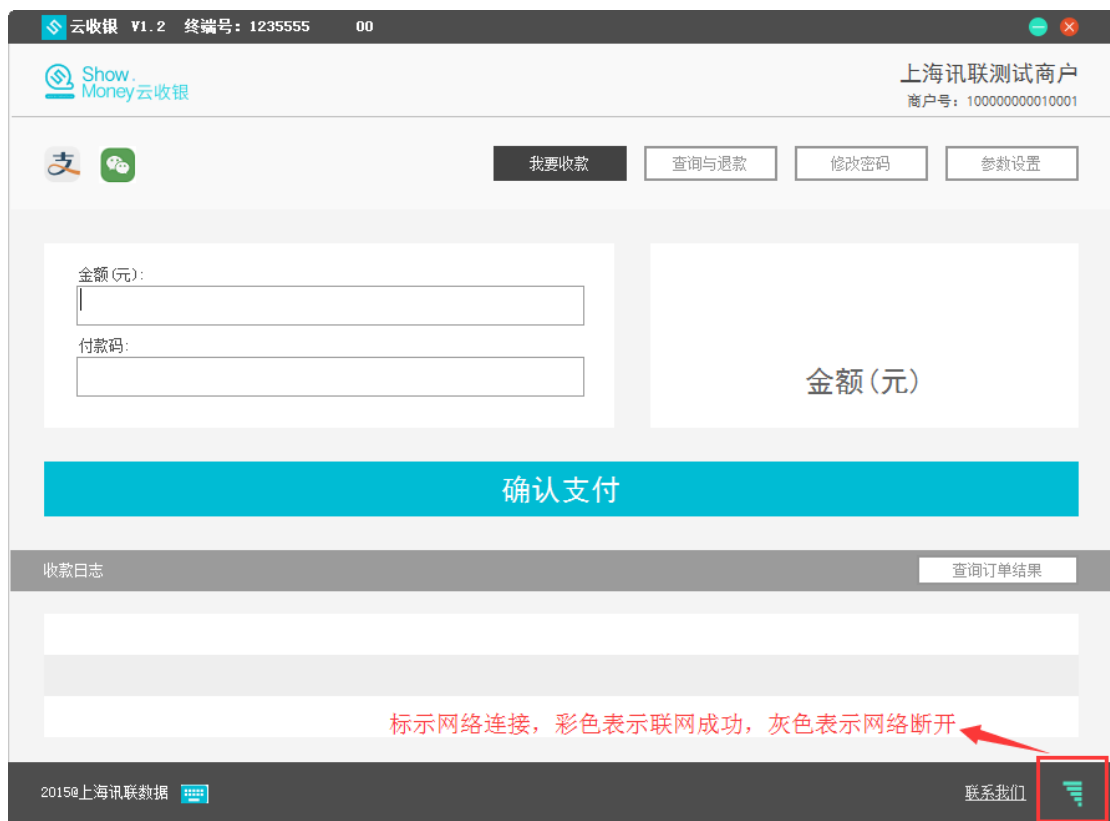 云收银 V1.2 终端号: 1235555 00
Show.
Money云收银
上海讯联测试商户
商户号: 100000000010001
支
我要收款
查询与退款
修改密码
参数设置
金额(元):
付款码:
金额(元)
确认支付
收款日志
查询订单结果
标示网络连接，彩色表示联网成功，灰色表示网络断开
2015@上海讯联数据
联系我们